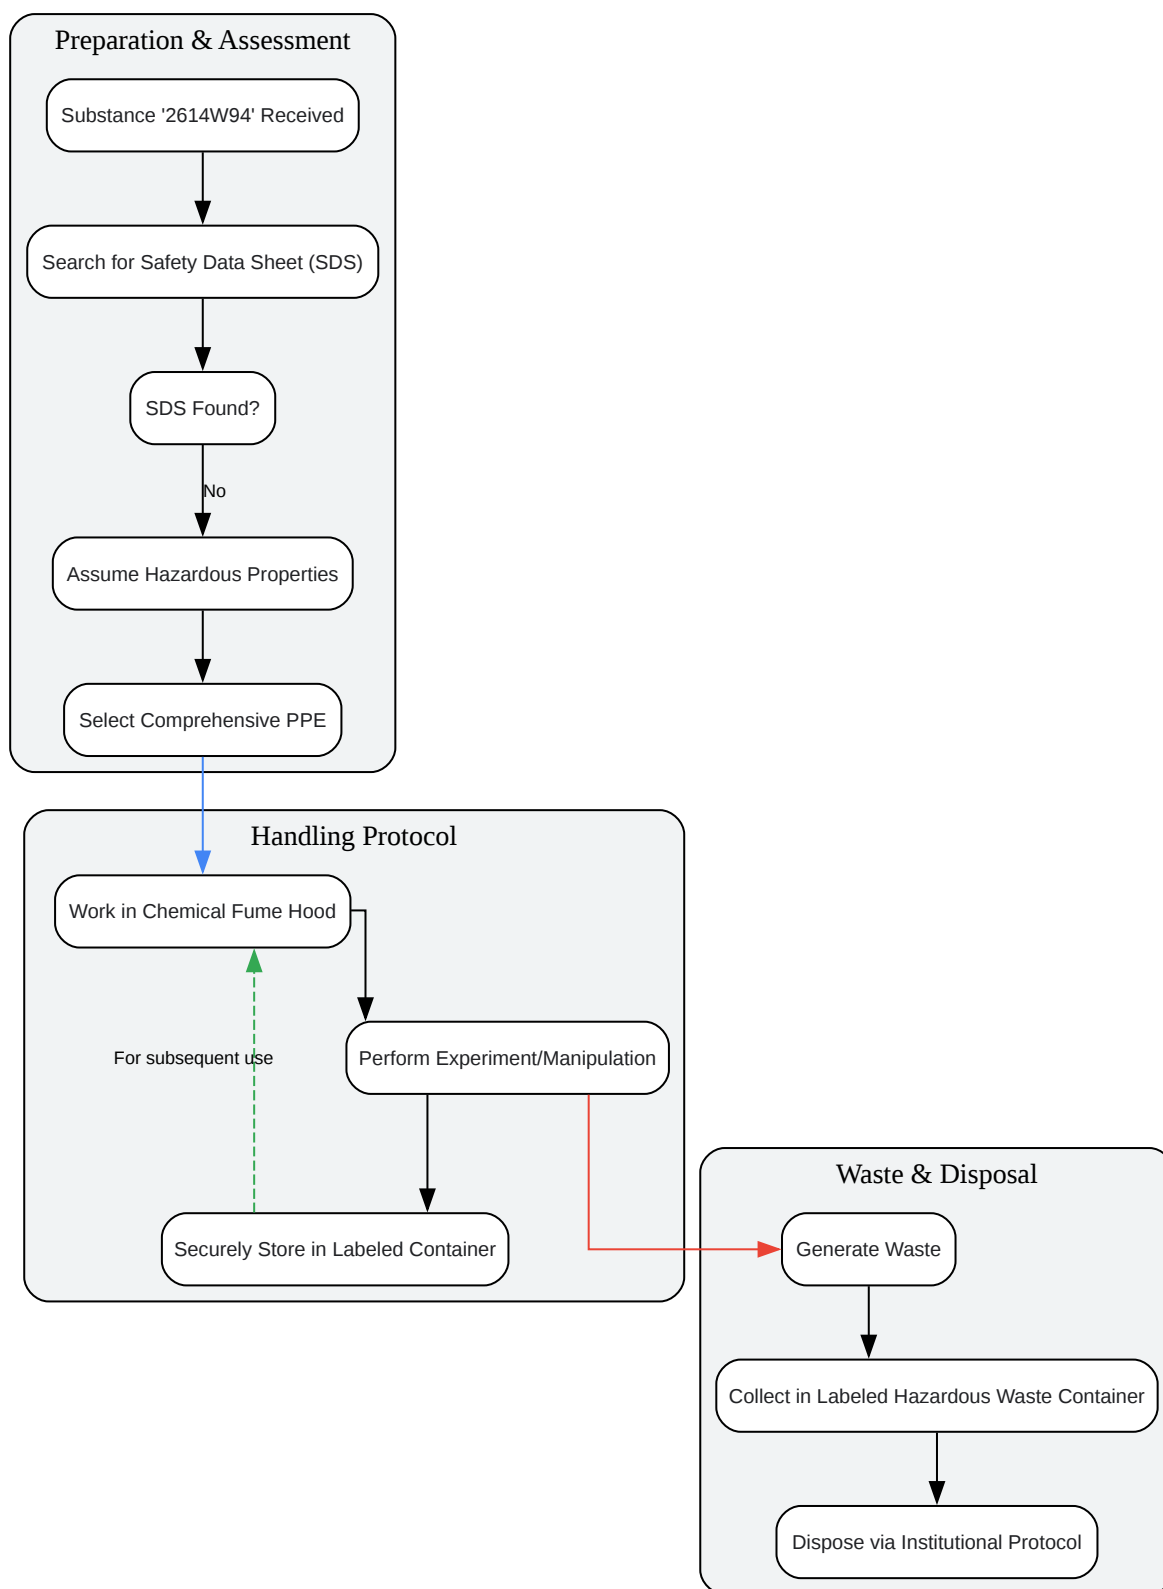 Preparation & Assessment
Substance '2614W94' Received
Search for Safety Data Sheet (SDS)
SDS Found?
No
Assume Hazardous Properties
Select Comprehensive PPE
Handling Protocol
Work in Chemical Fume Hood
For subsequent use
Perform Experiment/Manipulation
Securely Store in Labeled Container
Waste & Disposal
Generate Waste
Collect in Labeled Hazardous Waste Container
Dispose via Institutional Protocol